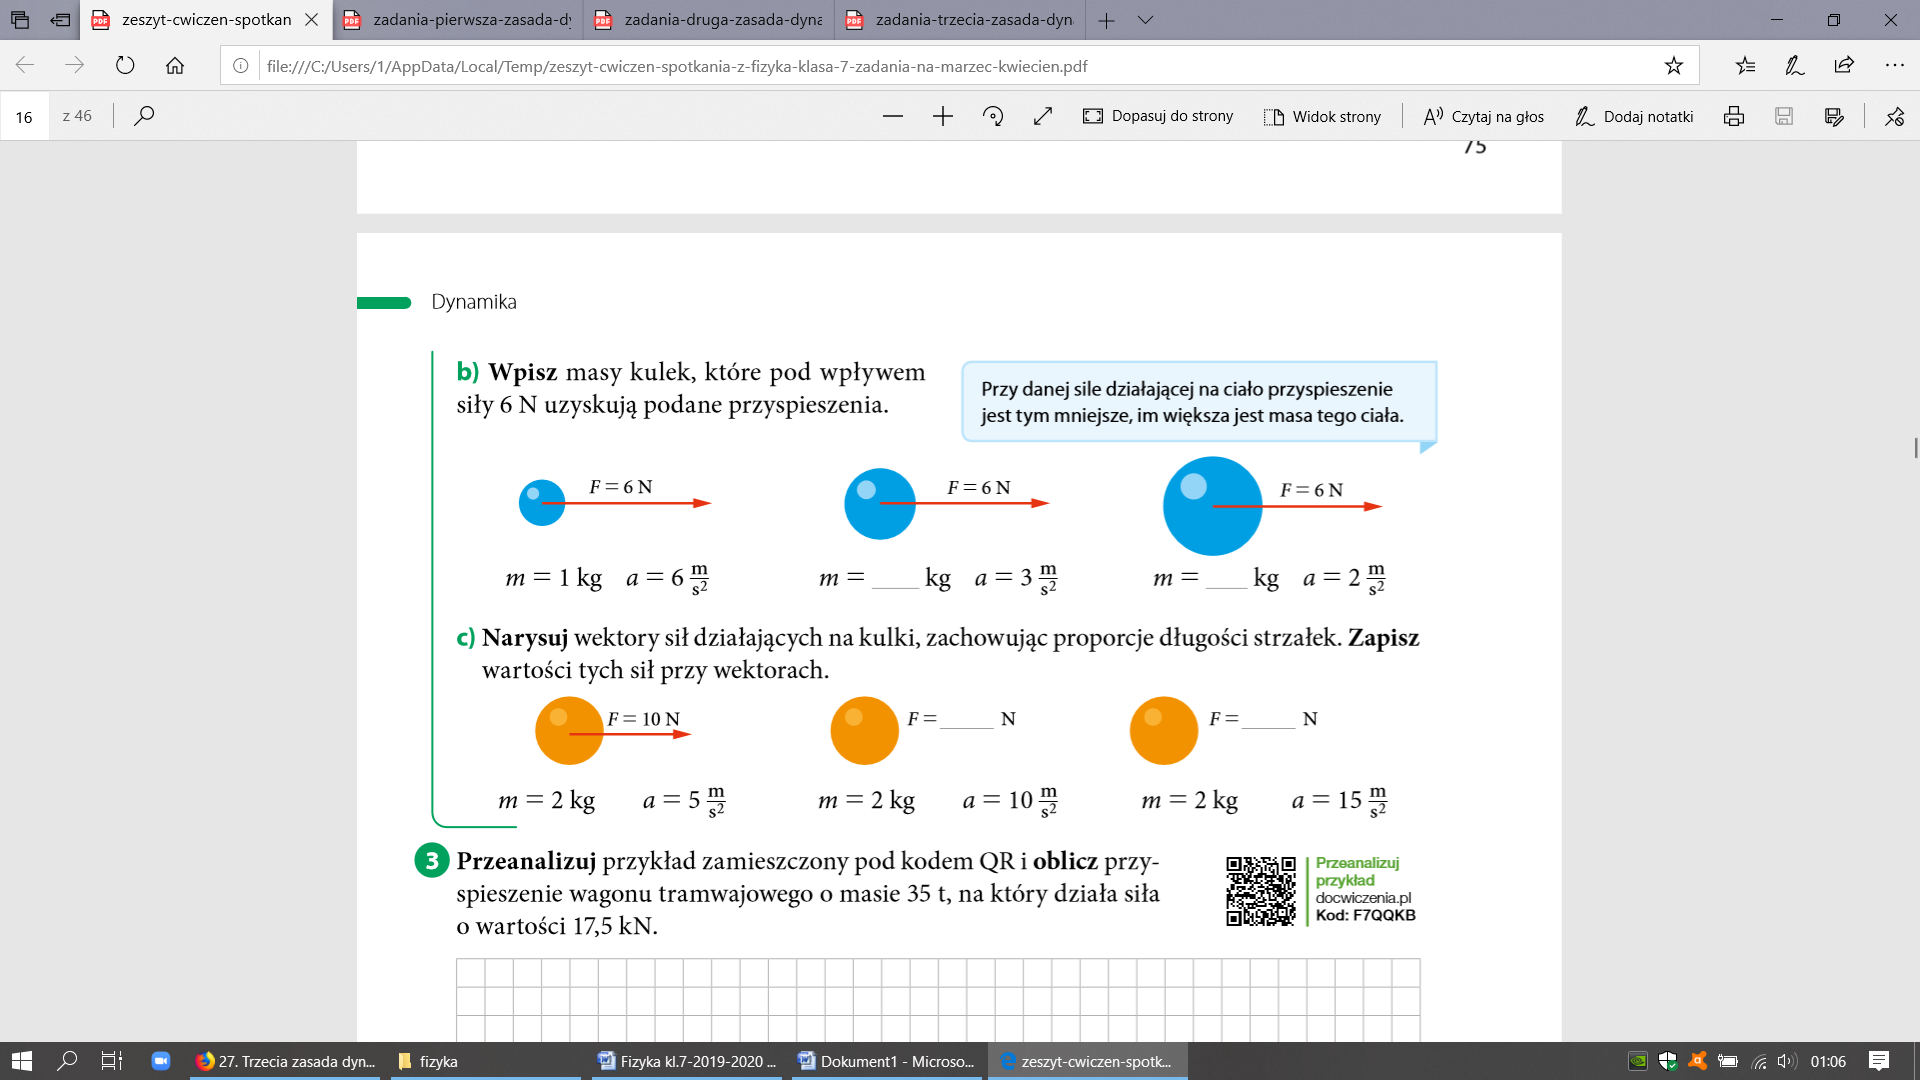 zeszyt-cwiczen-spotkan
zadania-pierwsza-zasada-dy
zadania-druga-zasada-dyna
zadania-trzecia-zasada-dyn
file:///C:/Users/1/AppData/Local/Temp/zeszyt-cwiczen-spotkania-z-fizyka-klasa-7-zadania-na-marzec-kwiecien.pdf
16 z 46 Dopasuj do strony Widok strony Czytaj na głos Dodaj notatki
75
Dynamika
b) Wpisz masy kulek, które pod wpływem
siły 6 N uzyskują podane przyspieszenia.
Przy danej sile działającej na ciało przyspieszenie
jest tym mniejsze, im większa jest masa tego ciała.
F = 6 N F = 6 N F = 6 N
m = 1 kg a = 6 m/s² m = ____ kg a = 3 m/s² m = ____ kg a = 2 m/s²
c) Narysuj wektory sił działających na kulki, zachowując proporcje długości strzałek. Zapisz
wartości tych sił przy wektorach.
F = 10 N F = _____ N F = _____ N
m = 2 kg a = 5 m/s² m = 2 kg a = 10 m/s² m = 2 kg a = 15 m/s²
3 Przeanalizuj przykład zamieszczony pod kodem QR i oblicz przy-
spieszenie wagonu tramwajowego o masie 35 t, na który działa siła
o wartości 17,5 kN.
Przeanalizuj
przykład
docwiczenia.pl
Kod: F7QQKB
27. Trzecia zasada dyn... fizyka Fizyka kl.7-2019-2020 ... Dokument1 - Microso... zeszyt-cwiczen-spotk... 01:06